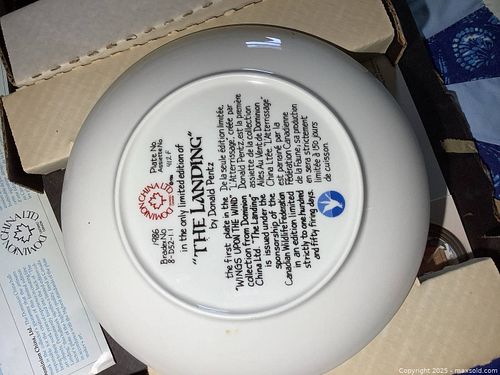 1986
Bradex No.
8-D52-1.1
DOMINION CHINA LTD.
Plate No.
Assiette No.
412 F
in the only limited edition of
"THE LANDING"
by Donald Pentz
the first plate in the
"WINGS UPON THE WIND"
collection from Dominion
China Ltd. The Landing
is issued under the
sponsorship of the
Canadian Wildlife Federation
in an edition limited
strictly to one hundred
and fifty firing days.
De la seule édition limitée,
"L'Atterrissage", créée par
Donald Pentz, est la première
assiette de la collection
Ailes Au Vent de Dominion
China Ltée. "L'Atterrissage"
est parrainé par la
Fédération Canadienne
de la Faune, sa production
sera strictement
limitée à 150 jours
de cuisson.
DOMINION CHINA LTD.
Dominion China, Ltd.
Copyright 2025 - maxsold.com